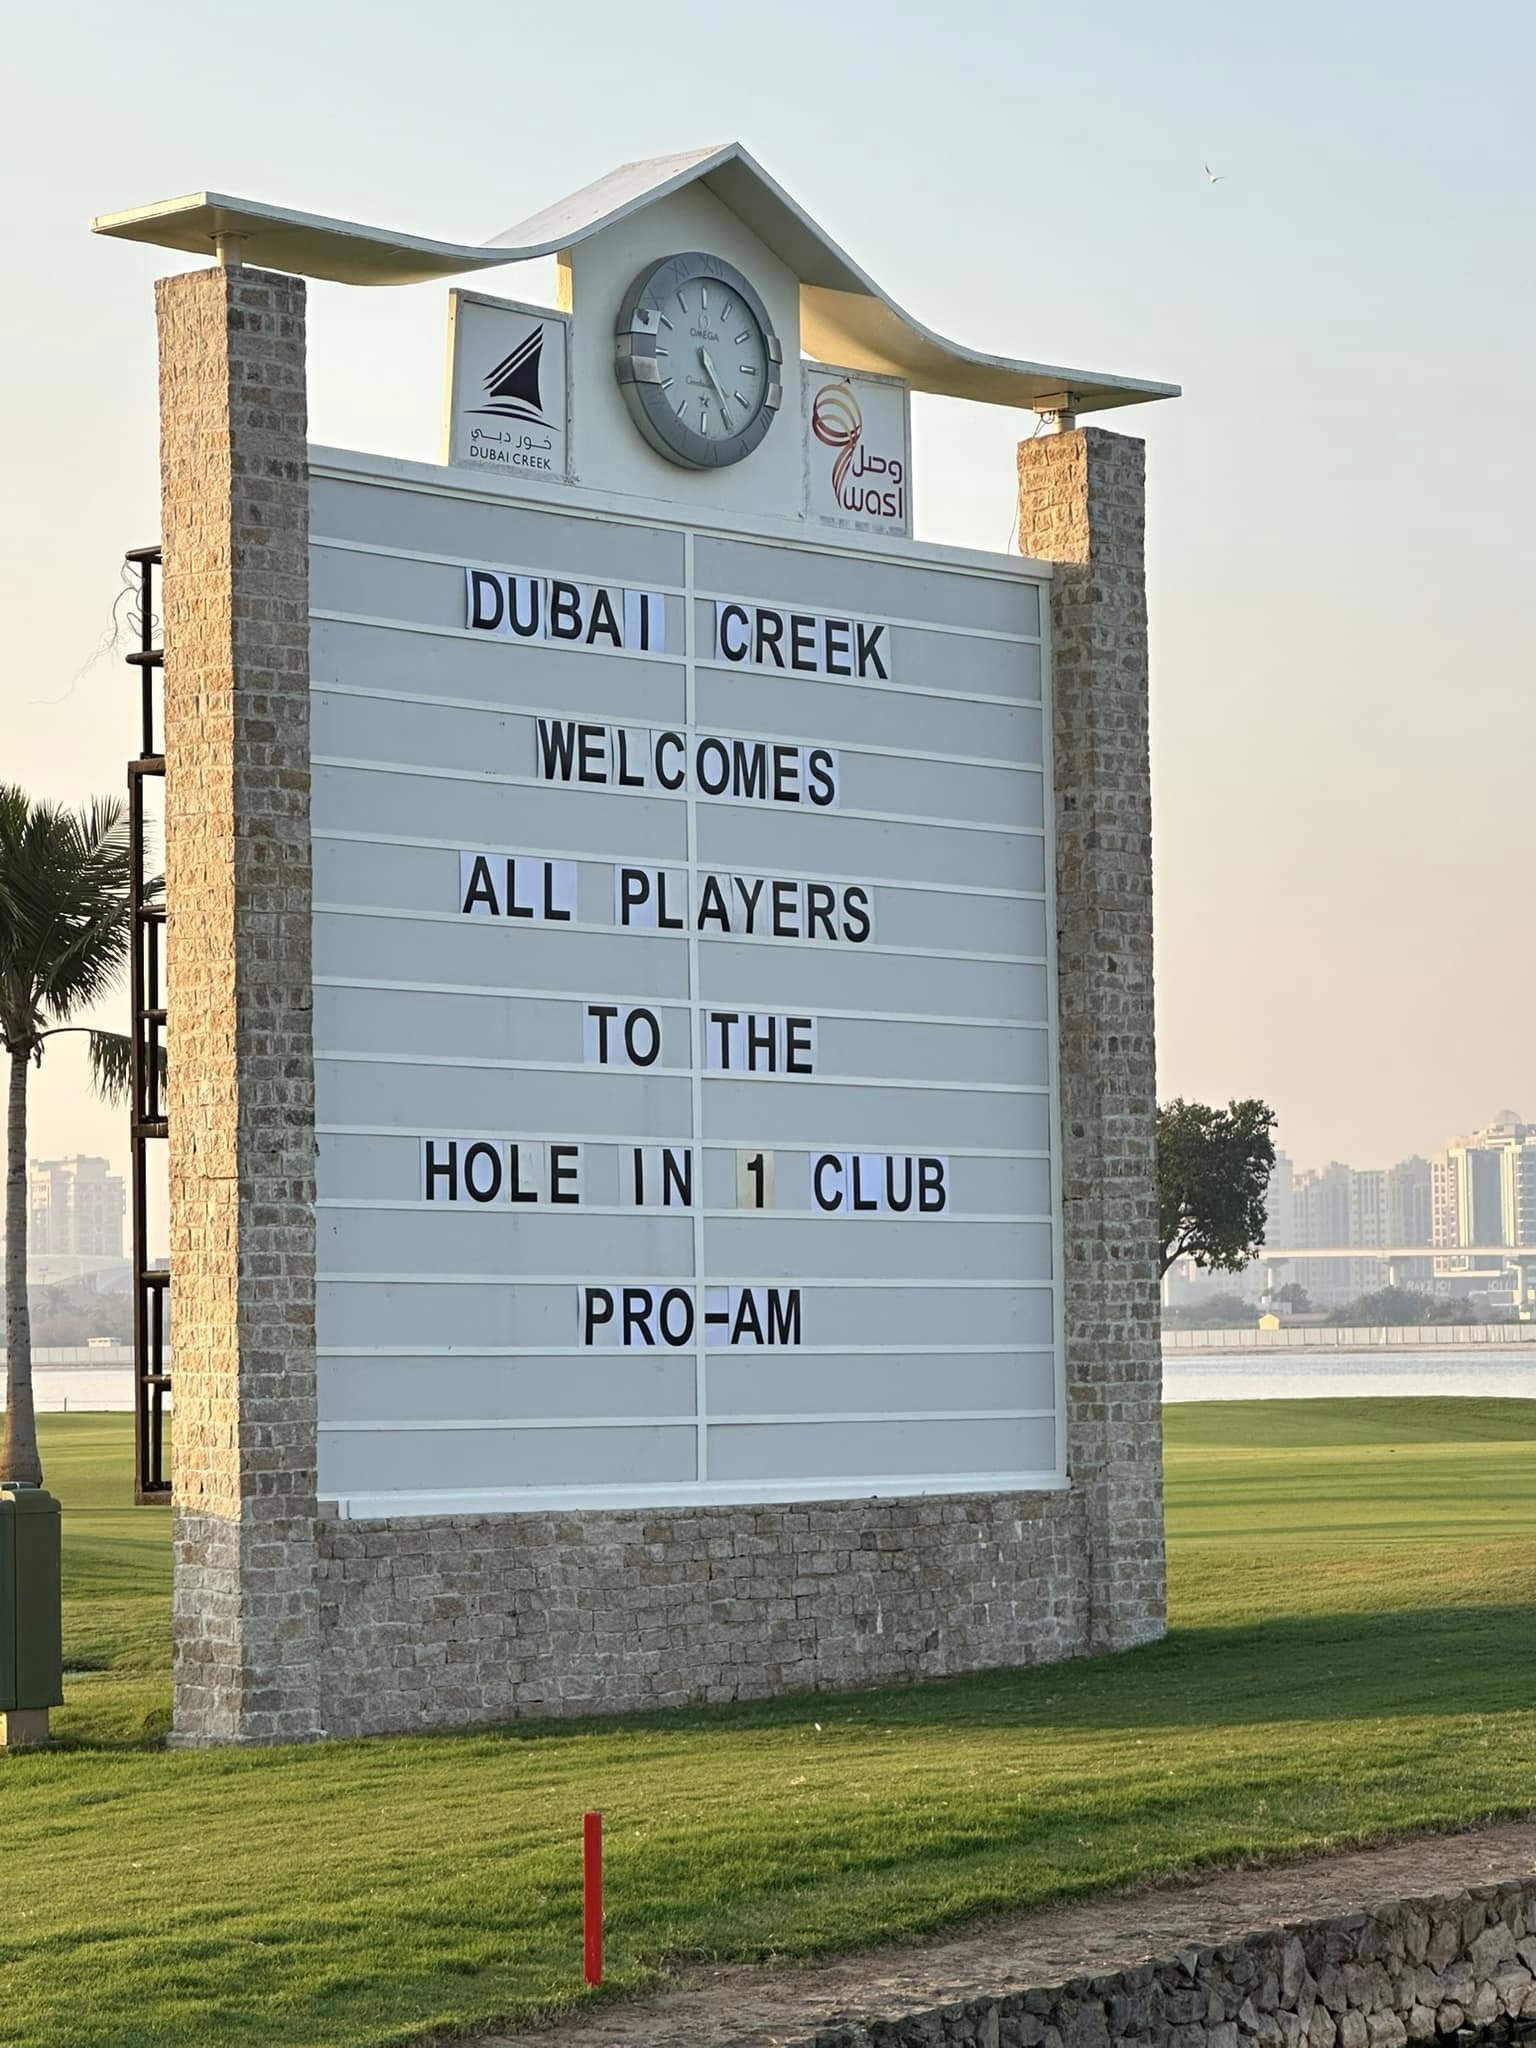 XII
OMEGA
خور دبي
DUBAI CREEK
وصل
wasl
DUBAI CREEK
WELCOMES
ALL PLAYERS
TO THE
HOLE IN 1 CLUB
PRO-AM